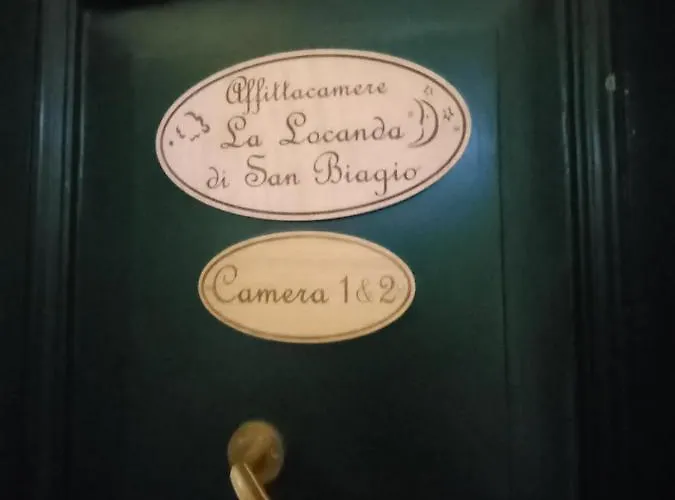 Affittacamere
La Locanda
di San Biagio
Camera 1 & 2